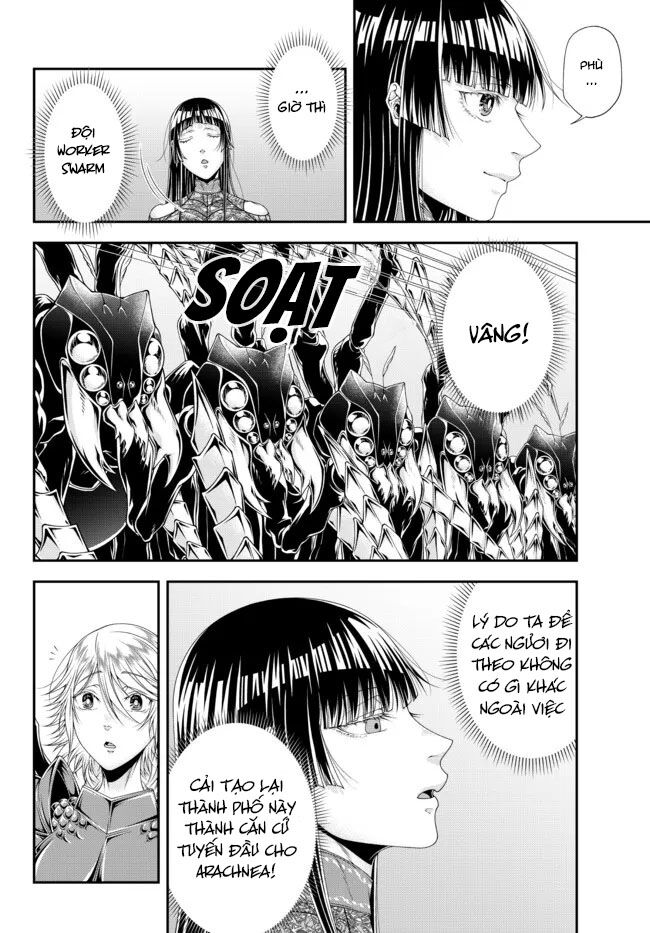 PHÙ
...
...
GIỜ THÌ
ĐỘI
WORKER
SWARM
SOẠT
VÂNG!
LÝ DO TA ĐỂ
CÁC NGƯƠI ĐI
THEO KHÔNG
CÓ GÌ KHÁC
NGOÀI VIỆC
CẢI TẠO LẠI
THÀNH PHỐ NÀY
THÀNH CĂN CỨ
TUYẾN ĐẦU CHO
ARACHNEA!